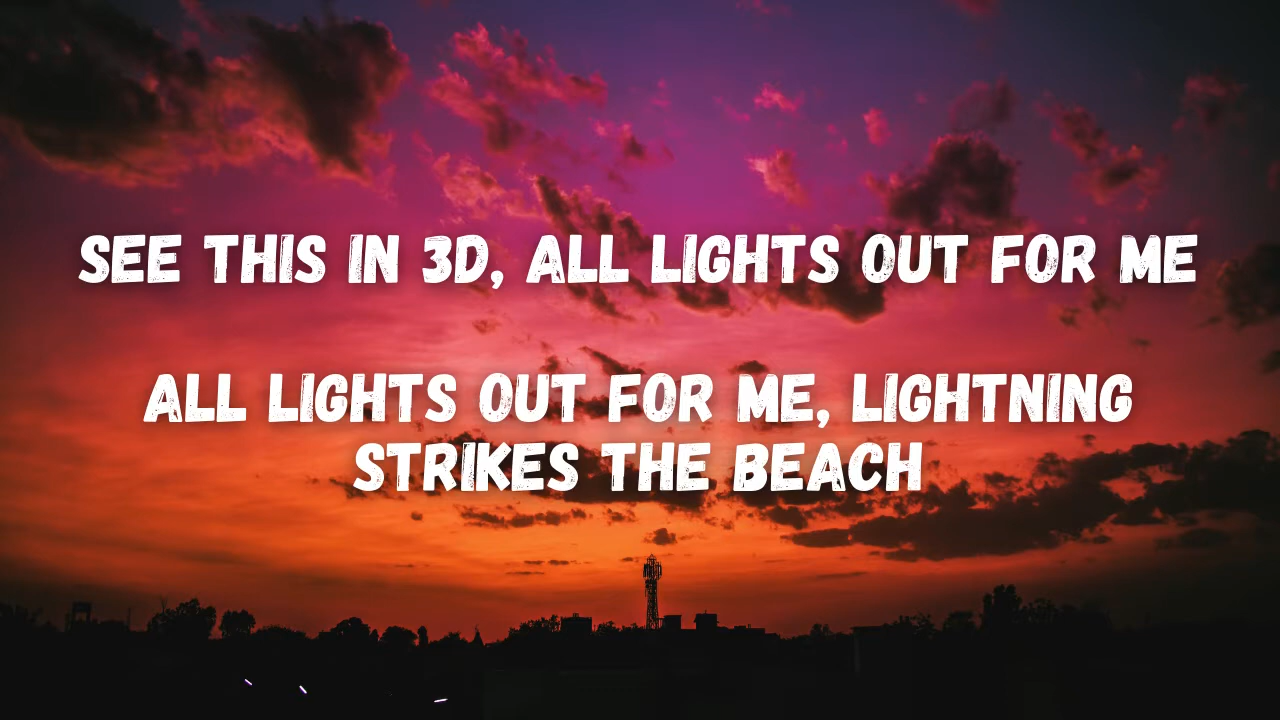 SEE THIS IN 3D, ALL LIGHTS OUT FOR ME
ALL LIGHTS OUT FOR ME, LIGHTNING
STRIKES THE BEACH